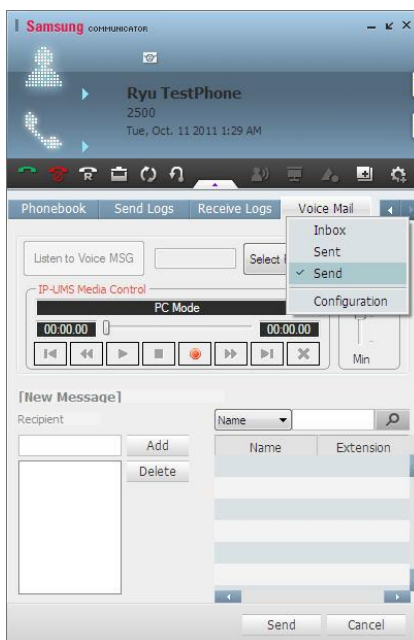 Samsung COMMUNICATOR
Ryu TestPhone
2500
Tue, Oct. 11 2011 1:29 AM
R
Phonebook Send Logs Receive Logs Voice Mail
Inbox
Sent
Send
Configuration
Listen to Voice MSG Select
IP-UMS Media Control
PC Mode
00:00.00 00:00.00
Min
[New Message]
Recipient Name
Add Name Extension
Delete
Send Cancel